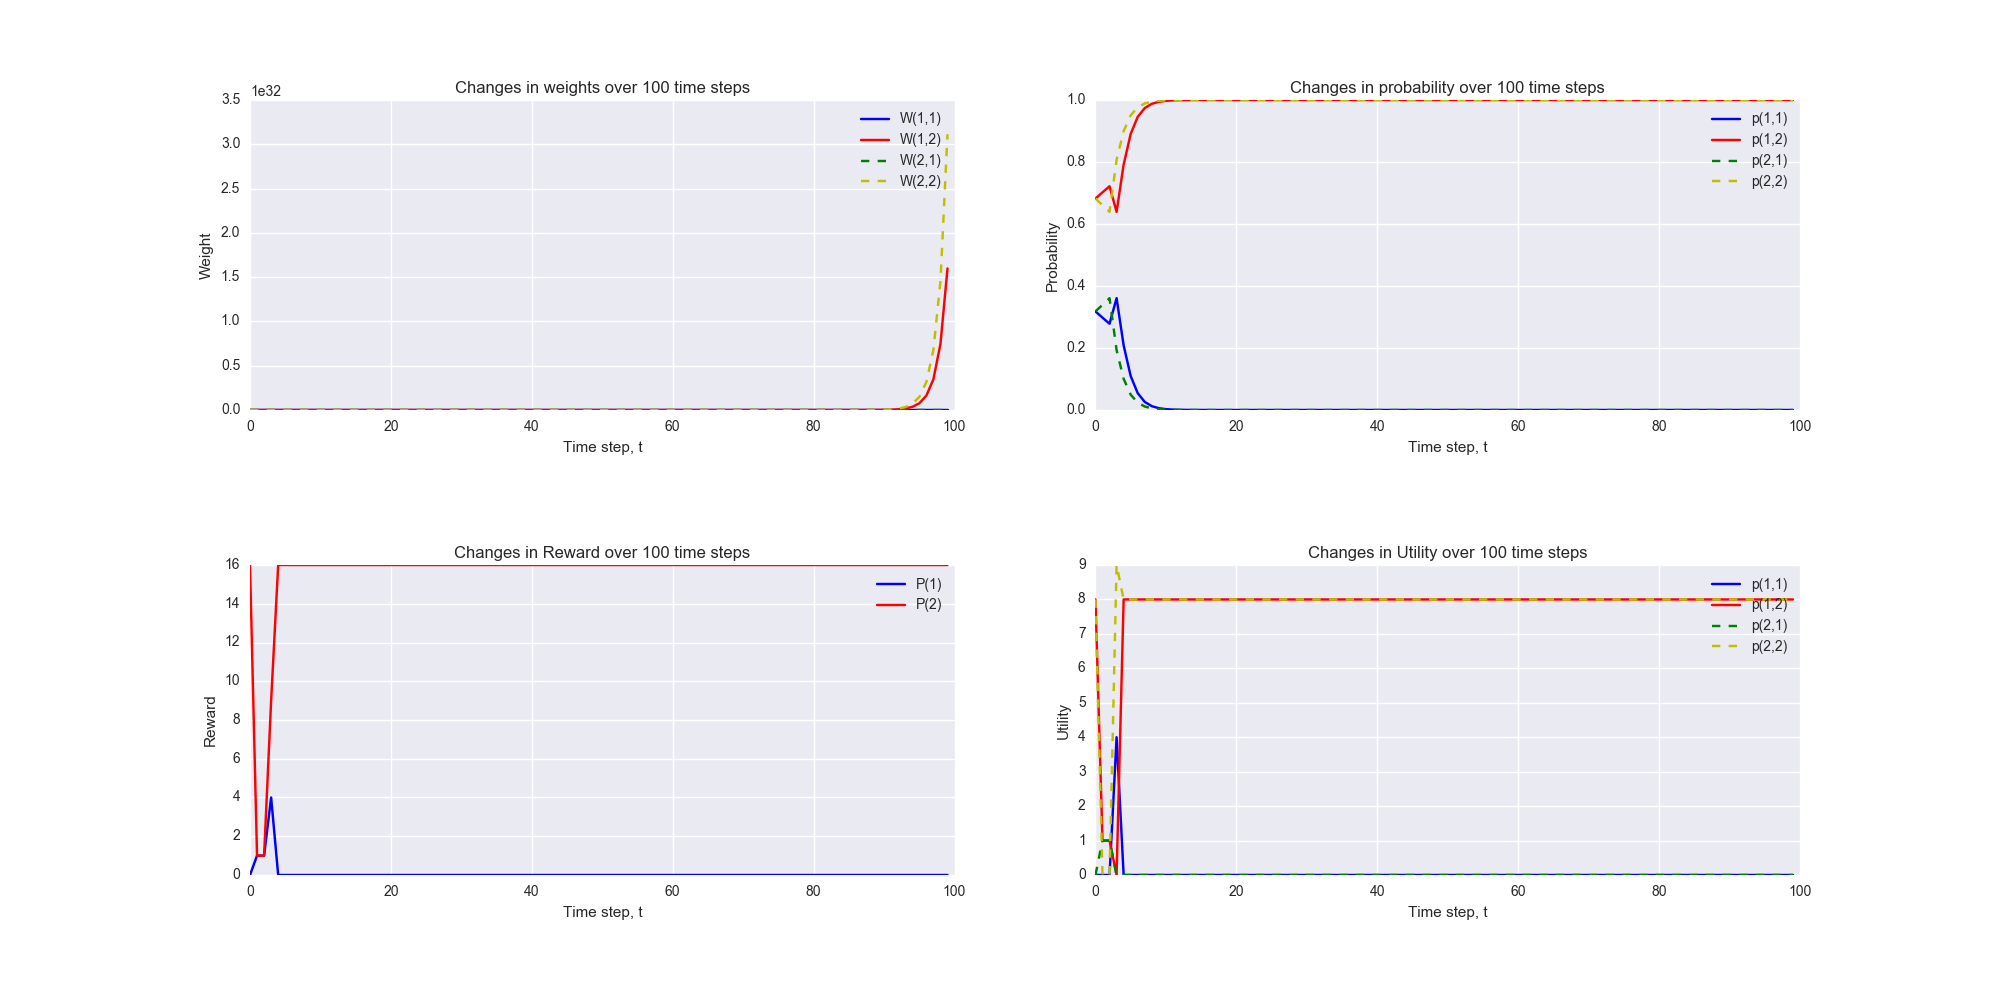 Changes in weights over 100 time steps
1e32
3.5
3.0
2.5
2.0
1.5
1.0
0.5
0.0
Weight
W(1,1)
W(1,2)
W(2,1)
W(2,2)
0 20 40 60 80 100
Time step, t
Changes in probability over 100 time steps
1.0
0.8
0.6
0.4
0.2
0.0
Probability
p(1,1)
p(1,2)
p(2,1)
p(2,2)
0 20 40 60 80 100
Time step, t
Changes in Reward over 100 time steps
16
14
12
10
8
6
4
2
0
Reward
P(1)
P(2)
0 20 40 60 80 100
Time step, t
Changes in Utility over 100 time steps
9
8
7
6
5
4
3
2
1
0
Utility
p(1,1)
p(1,2)
p(2,1)
p(2,2)
0 20 40 60 80 100
Time step, t